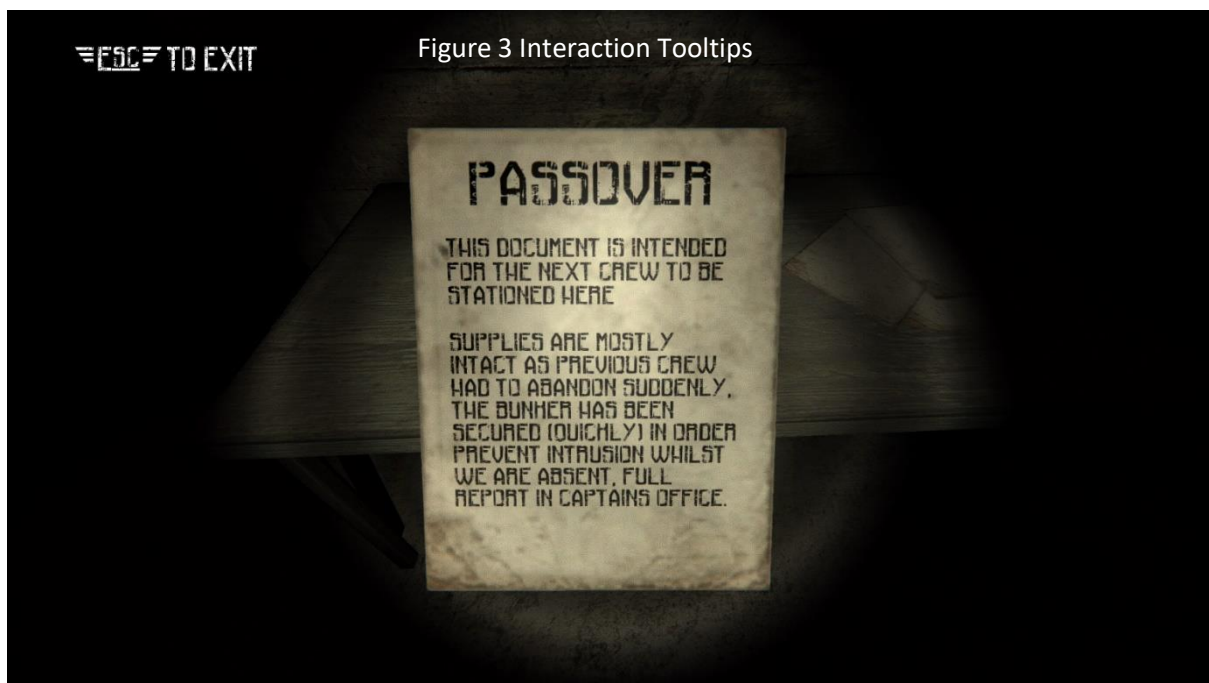 ESC TO EXIT
Figure 3 Interaction Tooltips
PASSOVER
THIS DOCUMENT IS INTENDED
FOR THE NEXT CREW TO BE
STATIONED HERE
SUPPLIES ARE MOSTLY
INTACT AS PREVIOUS CREW
HAD TO ABANDON SUDDENLY,
THE BUNKER HAS BEEN
SECURED (QUICKLY) IN ORDER
PREVENT INTRUSION WHILST
WE ARE ABSENT, FULL
REPORT IN CAPTAINS OFFICE.